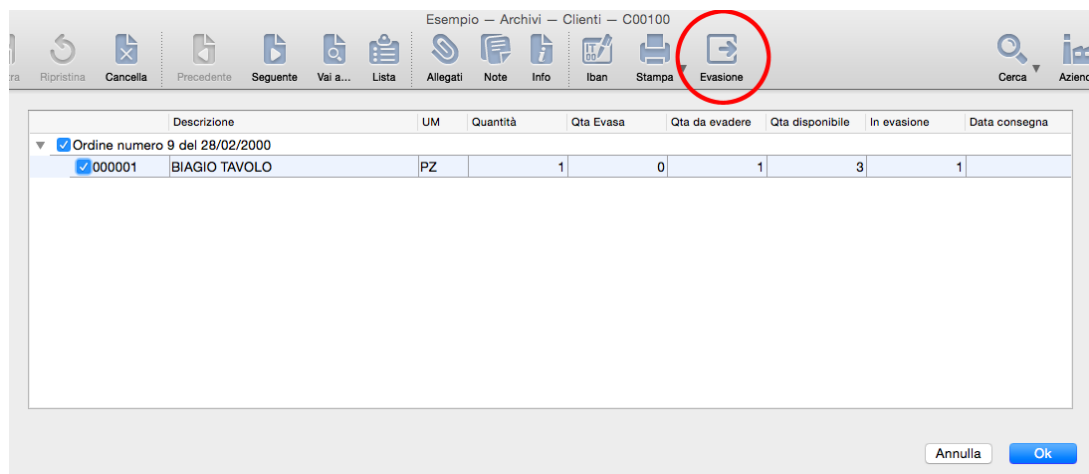 Esempio — Archivi — Clienti — C00100
Ripristina Cancella Precedente Seguente Vai a... Lista Allegati Note Info Iban Stampa Evasione Cerca
Descrizione UM Quantità Qta Evasa Qta da evadere Qta disponibile In evasione Data consegna
Ordine numero 9 del 28/02/2000
000001 BIAGIO TAVOLO PZ 1 0 1 3 1
Annulla Ok